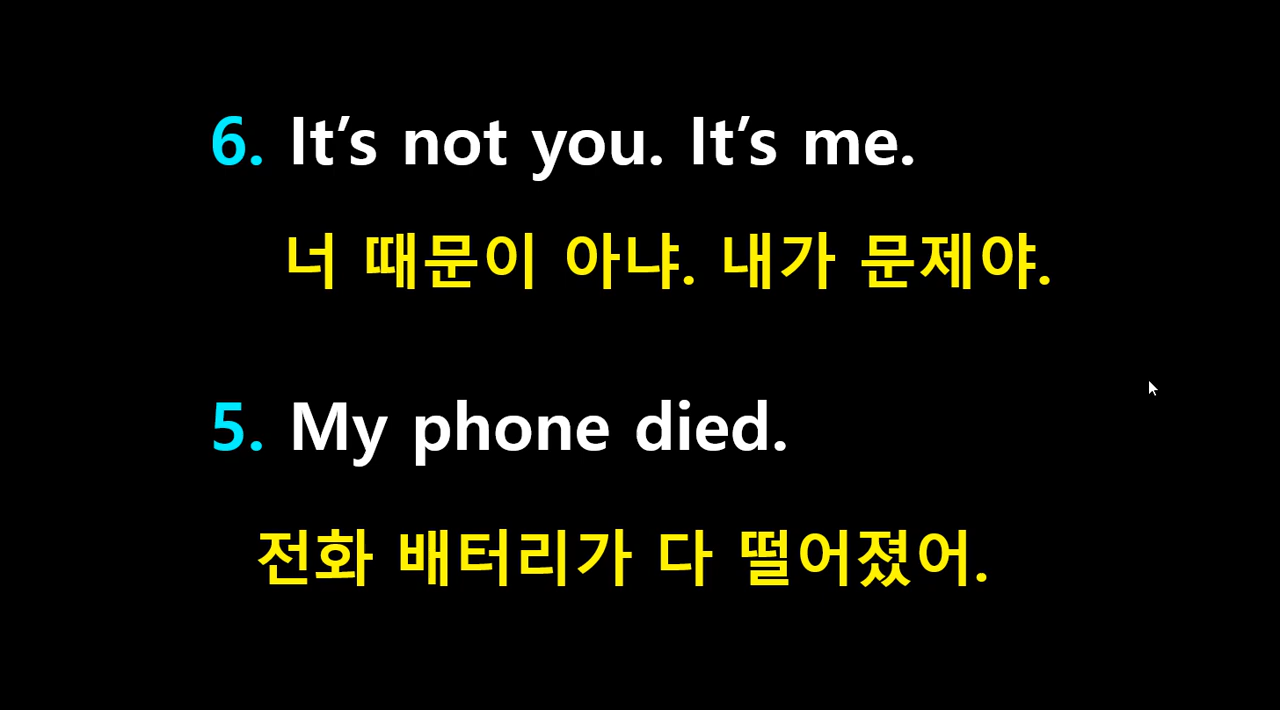 6. It’s not you. It’s me.
너 때문이 아냐. 내가 문제야.
5. My phone died.
전화 배터리가 다 떨어졌어.